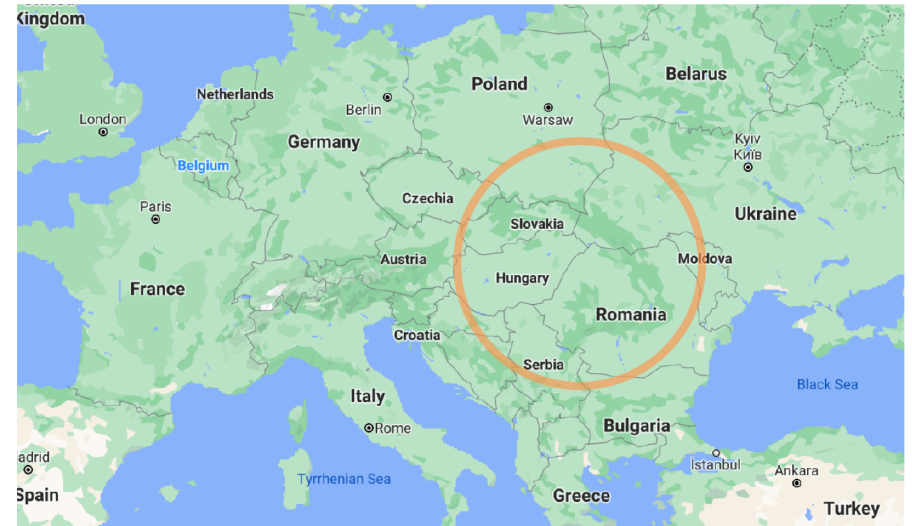 Kingdom
Belarus
Poland
Netherlands
Berlin
Warsaw
London
Kyiv
Київ
Germany
Belgium
Czechia
Paris
Slovakia
Ukraine
Austria
Moldova
Hungary
France
Romania
Croatia
Serbia
Black Sea
Italy
Rome
Bulgaria
adrid
Istanbul
Ankara
Tyrrhenian Sea
Spain
Greece
Turkey